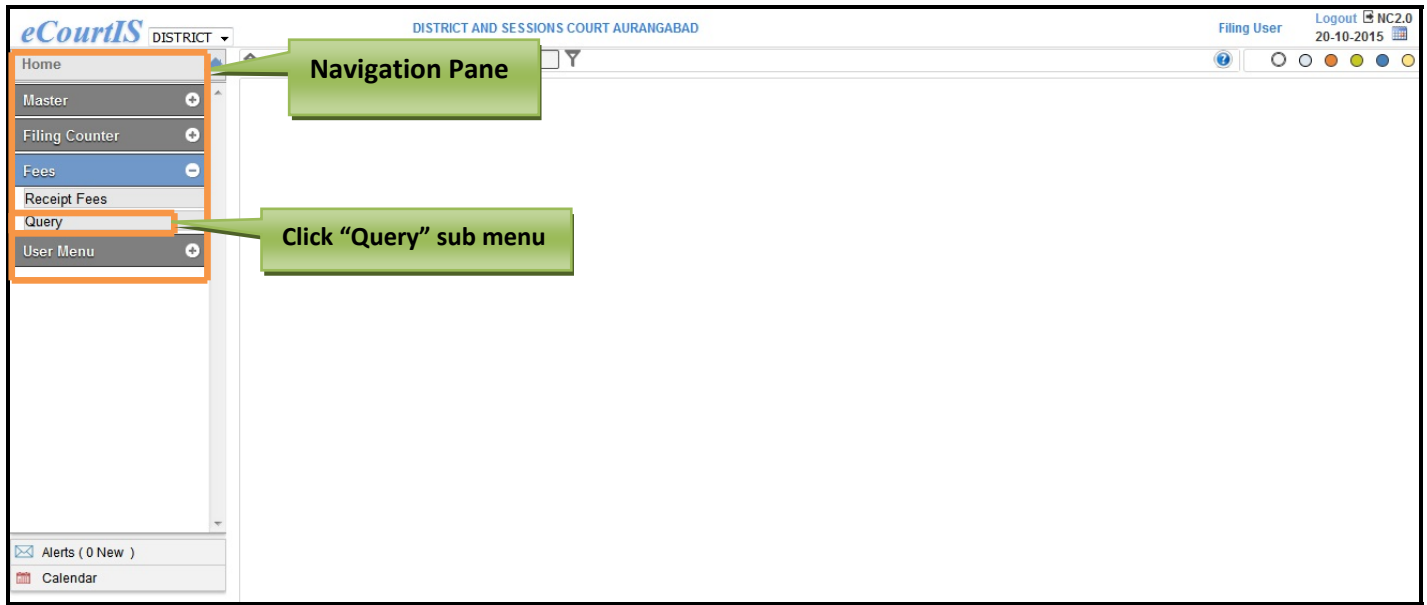 eCourtIS DISTRICT
DISTRICT AND SESSIONS COURT AURANGABAD
Filing User
Logout NC2.0
20-10-2015
Home
Navigation Pane
Master
Filing Counter
Fees
Receipt Fees
Query
Click “Query” sub menu
User Menu
Alerts ( 0 New )
Calendar